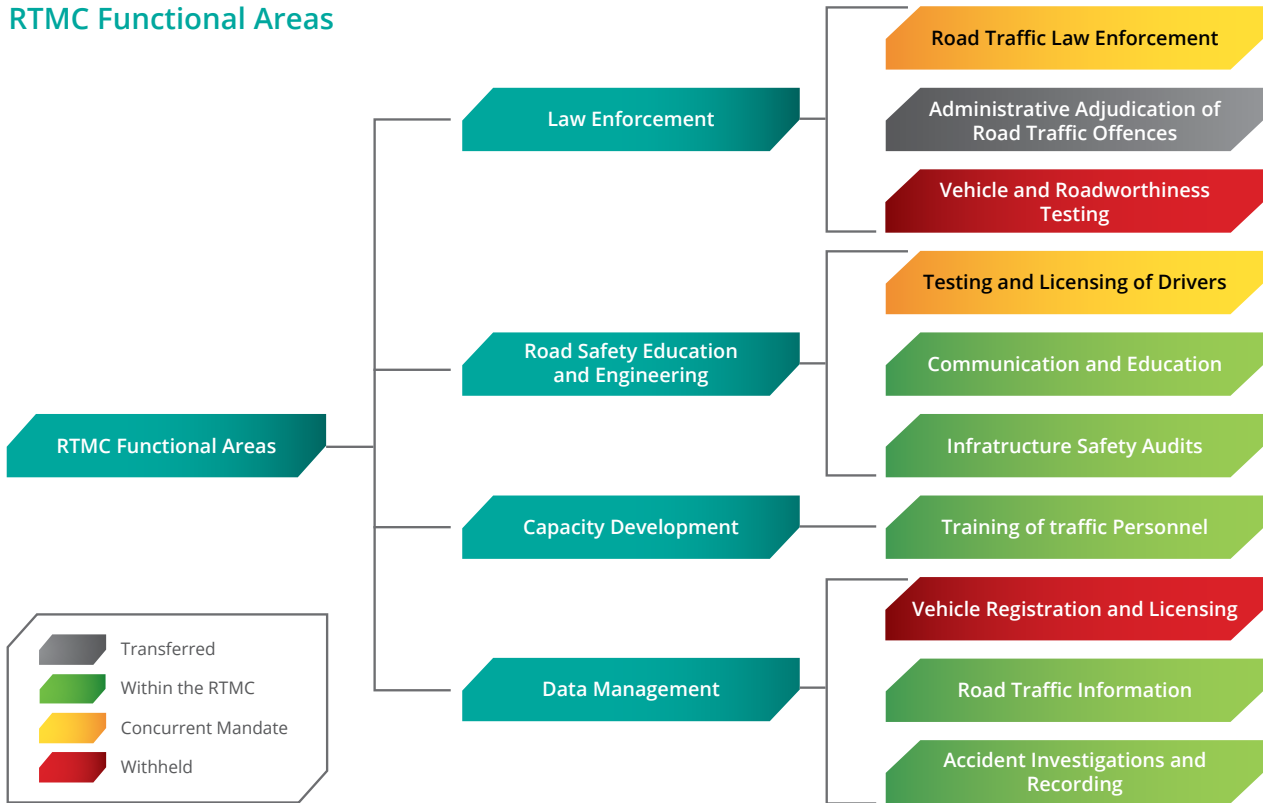 RTMC Functional Areas
Road Traffic Law Enforcement
Law Enforcement
Administrative Adjudication of
Road Traffic Offences
Vehicle and Roadworthiness
Testing
Testing and Licensing of Drivers
Road Safety Education
and Engineering
Communication and Education
RTMC Functional Areas
Infratructure Safety Audits
Capacity Development
Training of traffic Personnel
Vehicle Registration and Licensing
Data Management
Road Traffic Information
Accident Investigations and
Recording
Transferred
Within the RTMC
Concurrent Mandate
Withheld